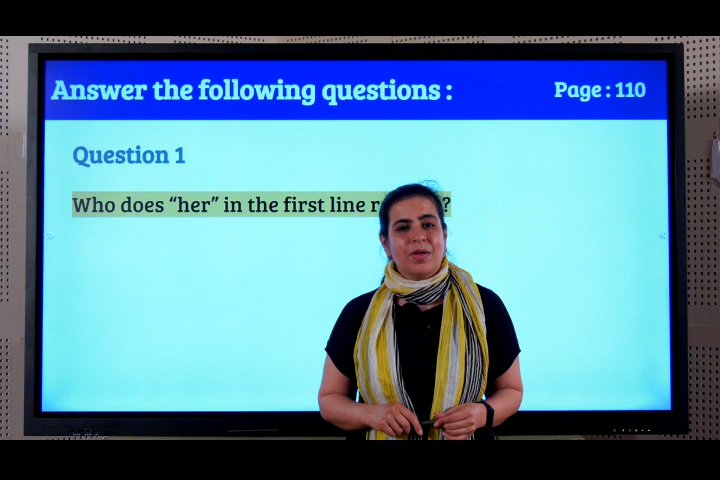 Answer the following questions :
Page : 110
Question 1
Who does “her” in the first line ?